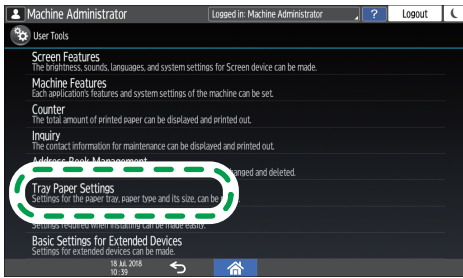 Machine Administrator
Logged in: Machine Administrator
?
Logout
User Tools
Screen Features
The brightness, sounds, languages, and system settings for Screen device can be made.
Machine Features
Each application's features and system settings of the machine can be set.
Counter
The total amount of printed paper can be displayed and printed out.
Inquiry
The contact information for maintenance can be displayed and printed out.
Address Book Management
changed and deleted.
Tray Paper Settings
Settings for the paper tray, paper type and its size, can be
Settings required when installing can be made easily.
Basic Settings for Extended Devices
Settings for extended devices can be made.
18 Jul. 2018
10:39